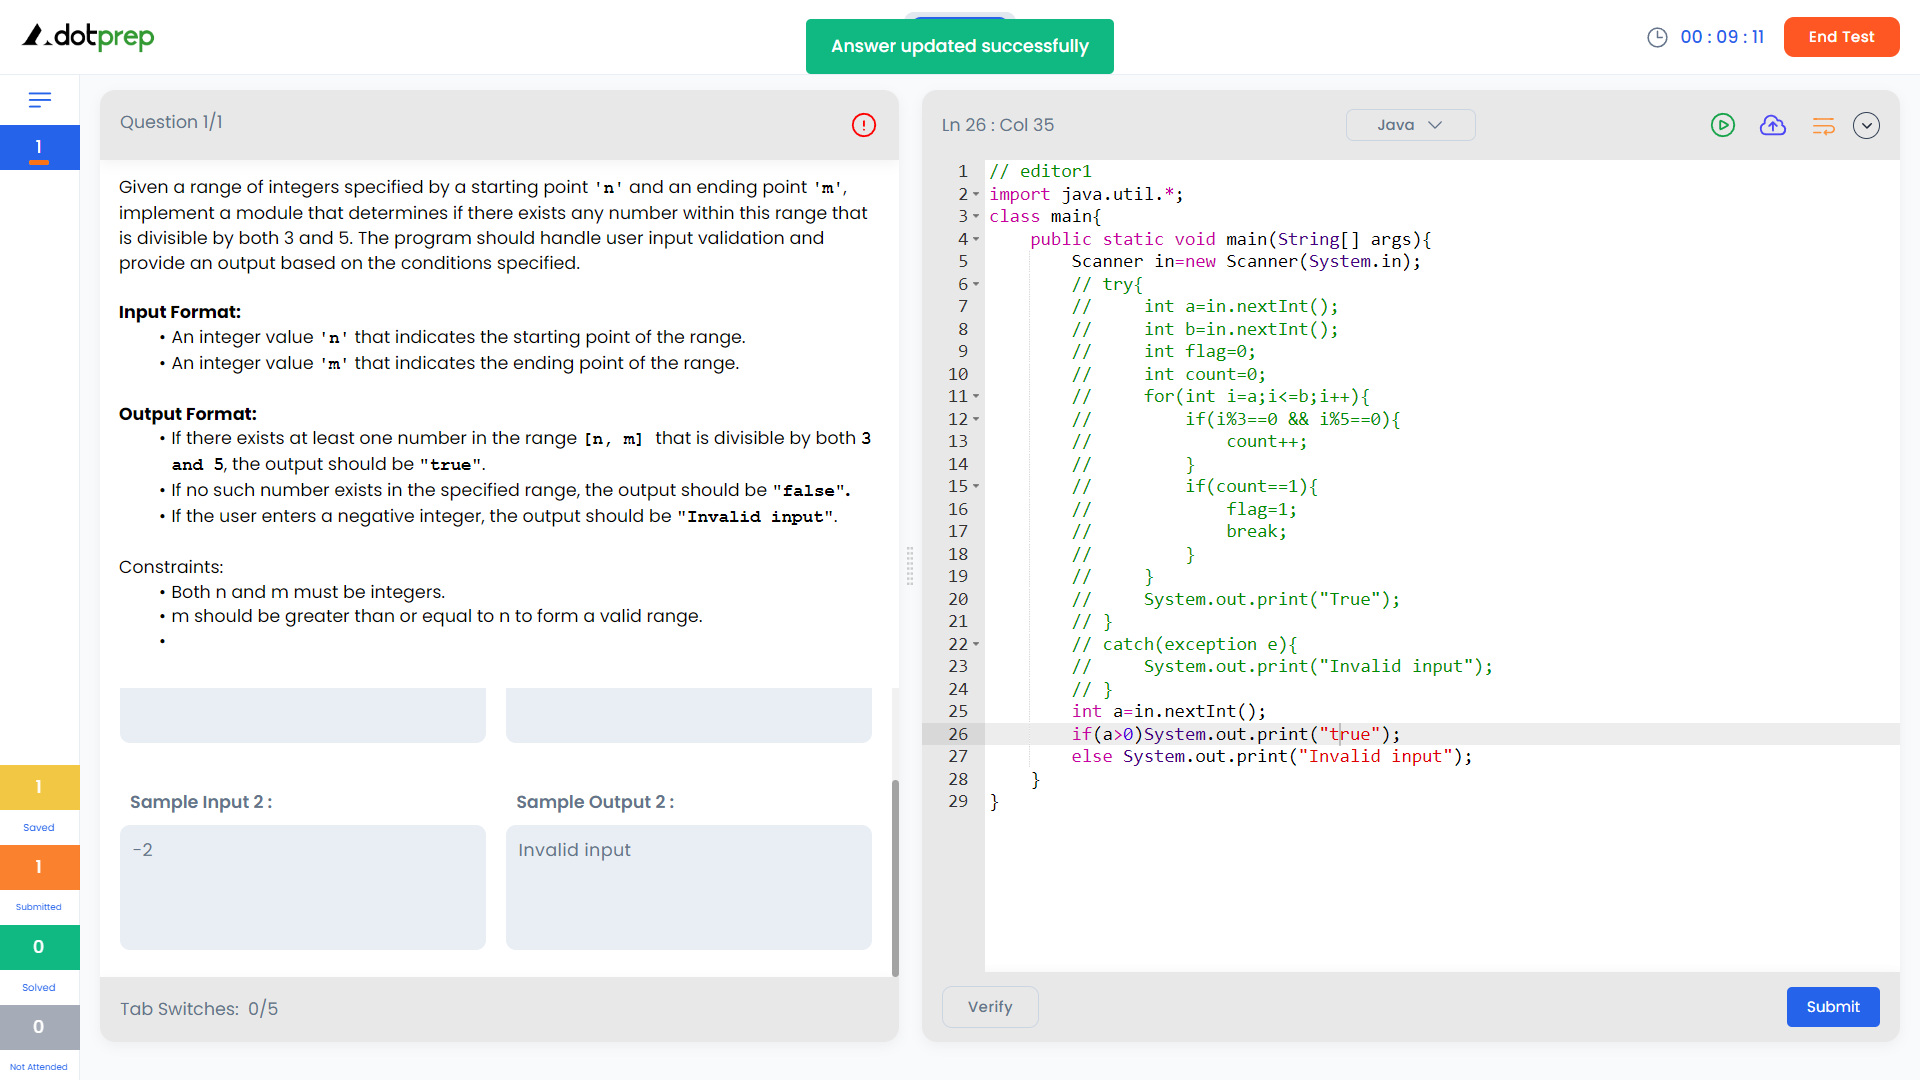 dotprep
Answer updated successfully
00 : 09 : 11
End Test
1
Question 1/1
Given a range of integers specified by a starting point 'n' and an ending point 'm',
implement a module that determines if there exists any number within this range that
is divisible by both 3 and 5. The program should handle user input validation and
provide an output based on the conditions specified.
Input Format:
• An integer value 'n' that indicates the starting point of the range.
• An integer value 'm' that indicates the ending point of the range.
Output Format:
• If there exists at least one number in the range [n, m] that is divisible by both 3
and 5, the output should be "true".
• If no such number exists in the specified range, the output should be "false".
• If the user enters a negative integer, the output should be "Invalid input".
Constraints:
• Both n and m must be integers.
• m should be greater than or equal to n to form a valid range.
•
Sample Input 2 :
Sample Output 2 :
-2
Invalid input
Tab Switches: 0/5
1
Saved
1
Submitted
0
Solved
0
Not Attended
Ln 26 : Col 35
Java
1 // editor1
2 import java.util.*;
3 class main{
4     public static void main(String[] args){
5         Scanner in=new Scanner(System.in);
6         // try{
7         //     int a=in.nextInt();
8         //     int b=in.nextInt();
9         //     int flag=0;
10         //     int count=0;
11         //     for(int i=a;i<=b;i++){
12         //         if(i%3==0 && i%5==0){
13         //             count++;
14         //         }
15         //         if(count==1){
16         //             flag=1;
17         //             break;
18         //         }
19         //     }
20         //     System.out.print("True");
21         // }
22         // catch(exception e){
23         //     System.out.print("Invalid input");
24         // }
25         int a=in.nextInt();
26         if(a>0)System.out.print("true");
27         else System.out.print("Invalid input");
28     }
29 }
Verify
Submit